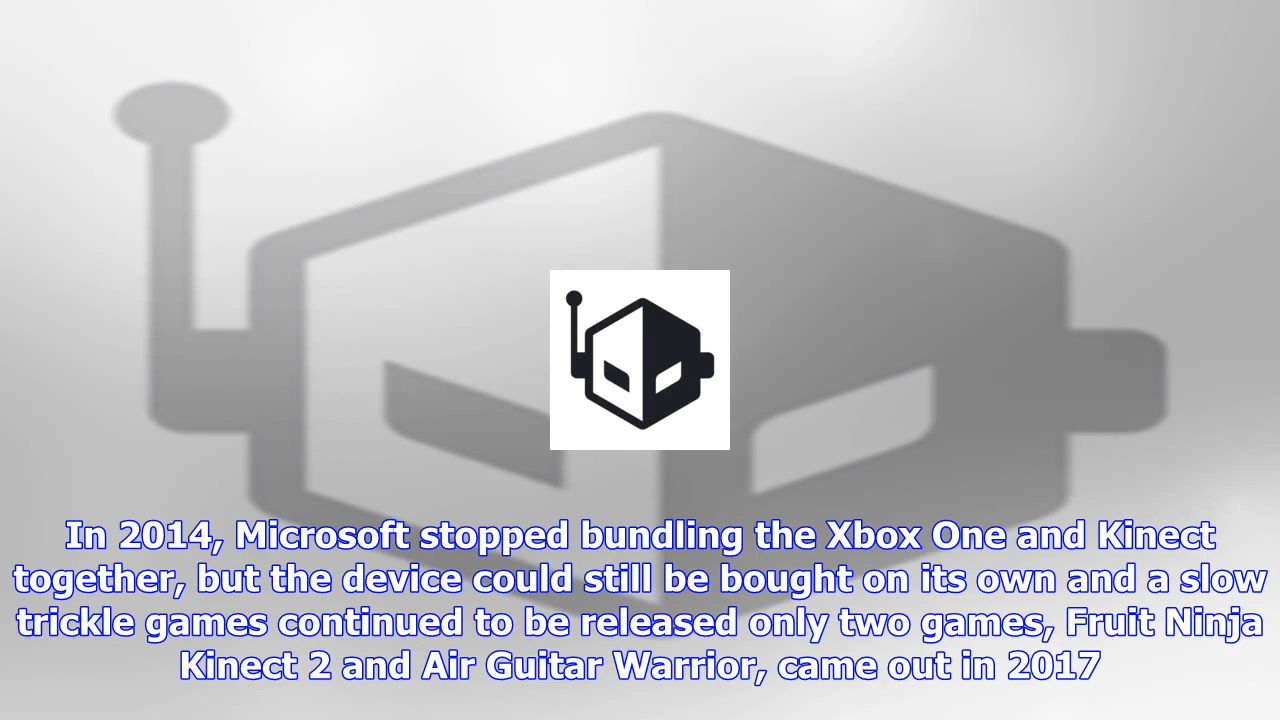 In 2014, Microsoft stopped bundling the Xbox One and Kinect
together, but the device could still be bought on its own and a slow
trickle games continued to be released only two games, Fruit Ninja
Kinect 2 and Air Guitar Warrior, came out in 2017